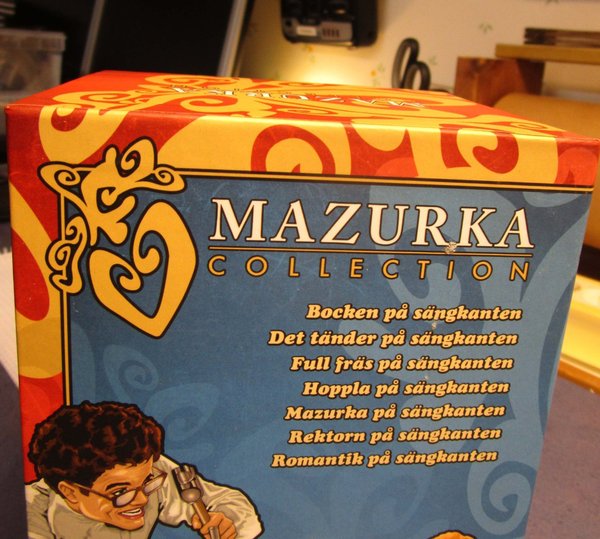 MAZURKA
MAZURKA
COLLECTION
Bocken på sängkanten
Det tänder på sängkanten
Full fräs på sängkanten
Hoppla på sängkanten
Mazurka på sängkanten
Rektorn på sängkanten
Romantik på sängkanten